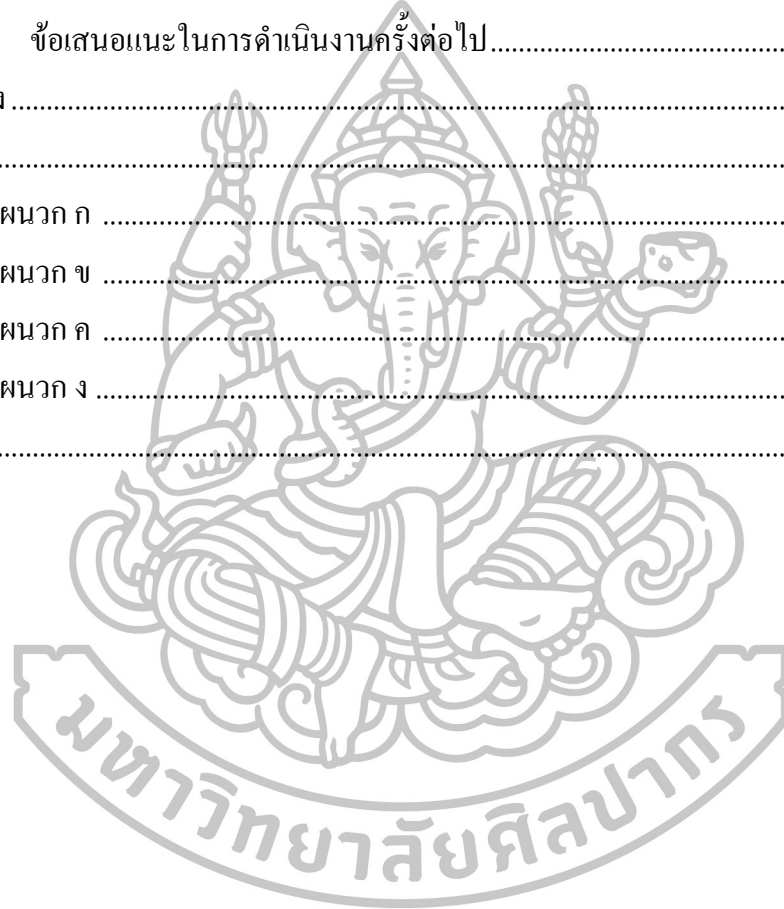 ข้อเสนอแนะในการดำเนินงานครั้งต่อไป........................................
ง................................................................................
................................................................................
ผนวก ก ................................................................................
ผนวก ข ................................................................................
ผนวก ค ................................................................................
ผนวก ง ................................................................................
................................................................................
มหาวิทยาลัยศิลปากร